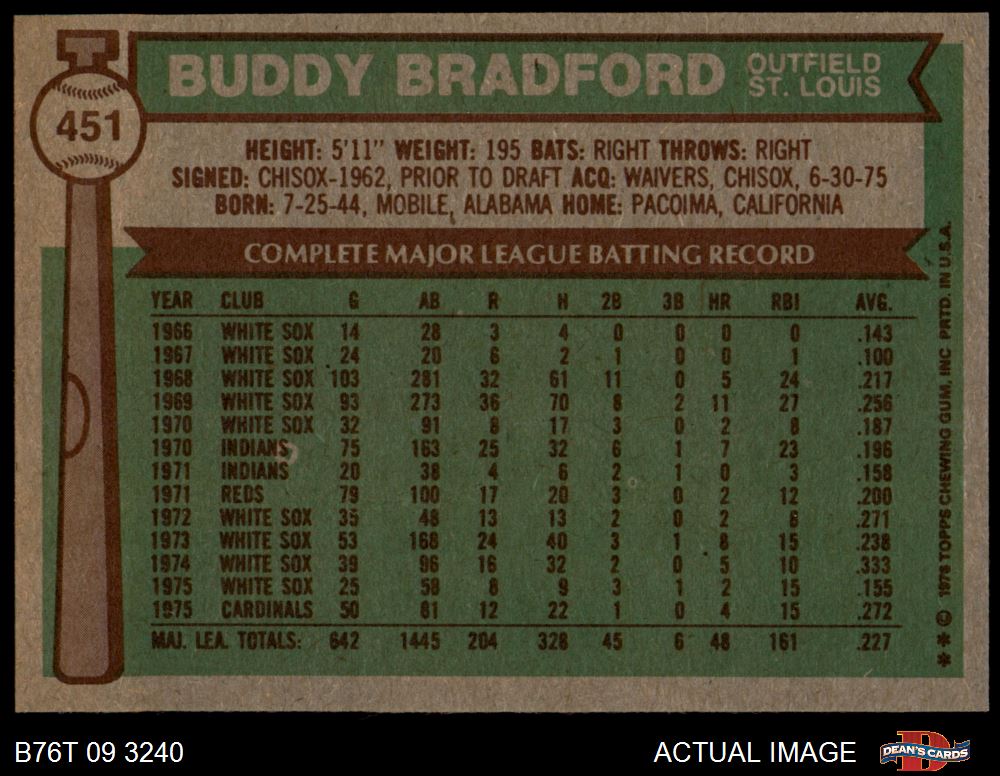 BUDDY BRADFORD OUTFIELD
ST. LOUIS
451
HEIGHT: 5'11" WEIGHT: 195 BATS: RIGHT THROWS: RIGHT
SIGNED: CHISOX-1962, PRIOR TO DRAFT ACQ: WAIVERS, CHISOX, 6-30-75
BORN: 7-25-44, MOBILE, ALABAMA HOME: PACOIMA, CALIFORNIA
COMPLETE MAJOR LEAGUE BATTING RECORD
YEAR CLUB G AB R H 2B 3B HR RBI AVG.
1966 WHITE SOX 14 28 3 4 0 0 0 0 .143
1967 WHITE SOX 24 20 6 2 1 0 0 1 .100
1968 WHITE SOX 103 281 32 61 11 0 5 24 .217
1969 WHITE SOX 93 273 36 70 8 2 11 27 .256
1970 WHITE SOX 32 91 8 17 3 0 2 8 .187
1970 INDIANS 75 163 25 32 6 1 7 23 .196
1971 INDIANS 20 38 4 6 2 1 0 3 .158
1971 REDS 79 100 17 20 3 0 2 12 .200
1972 WHITE SOX 35 48 13 13 2 0 2 6 .271
1973 WHITE SOX 53 168 24 40 3 1 8 15 .238
1974 WHITE SOX 39 96 16 32 2 0 5 10 .333
1975 WHITE SOX 25 58 8 9 3 1 2 15 .155
1975 CARDINALS 50 81 12 22 1 0 4 15 .272
MAJ. LEA. TOTALS: 642 1445 204 328 45 6 48 161 .227
* * © 1976 TOPPS CHEWING GUM, INC PRTD. IN U.S.A.
B76T 09 3240 ACTUAL IMAGE DEAN'S CARDS